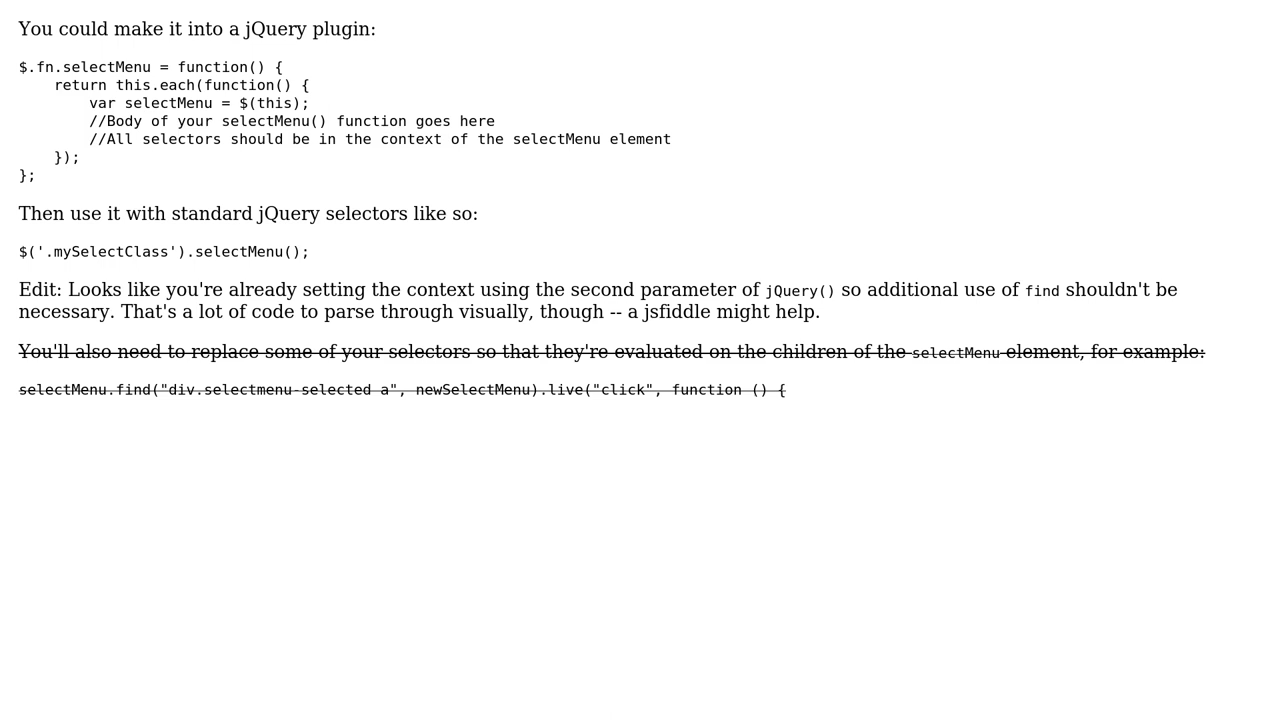 You could make it into a jQuery plugin:
$.fn.selectMenu = function() {
    return this.each(function() {
        var selectMenu = $(this);
        //Body of your selectMenu() function goes here
        //All selectors should be in the context of the selectMenu element
    });
};
Then use it with standard jQuery selectors like so:
$('.mySelectClass').selectMenu();
Edit: Looks like you're already setting the context using the second parameter of jQuery() so additional use of find shouldn't be
necessary. That's a lot of code to parse through visually, though -- a jsfiddle might help.
You'll also need to replace some of your selectors so that they're evaluated on the children of the selectMenu element, for example:
selectMenu.find("div.selectmenu-selected a", newSelectMenu).live("click", function () {